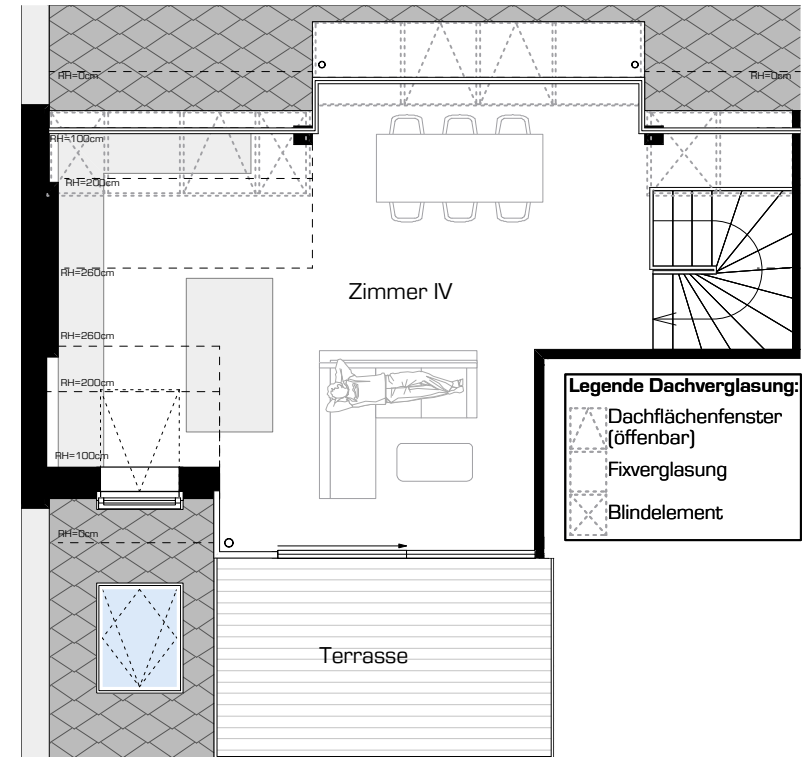 RH=0cm
RH=0cm
RH=100cm
RH=200cm
RH=260cm
Zimmer IV
RH=260cm
RH=200cm
RH=100cm
RH=0cm
Legende Dachverglasung:
Dachflächenfenster
(öffenbar)
Fixverglasung
Blindelement
Terrasse